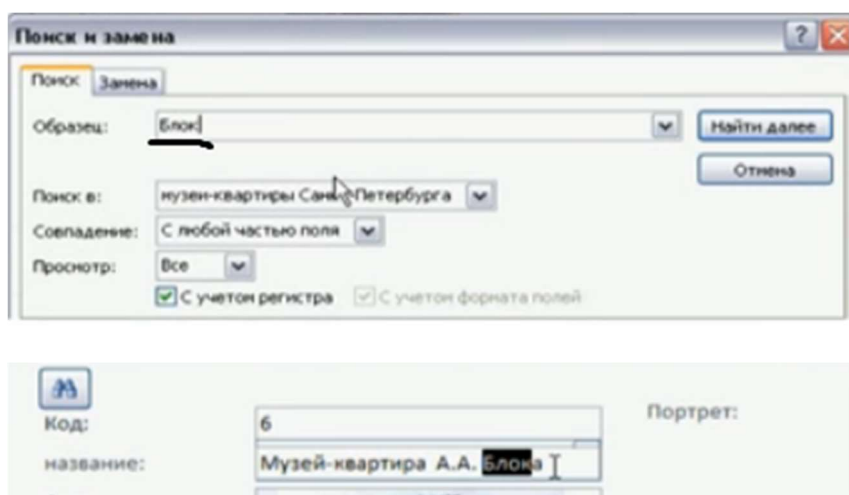 Поиск и замена
Поиск Замена
Образец: Блок Найти далее
Отмена
Поиск в: музеи-квартиры Санкт-Петербурга
Совпадение: С любой частью поля
Просмотр: Все
С учетом регистра С учетом формата полей
Портрет:
Код: 6
название: Музей-квартира А.А. Блока